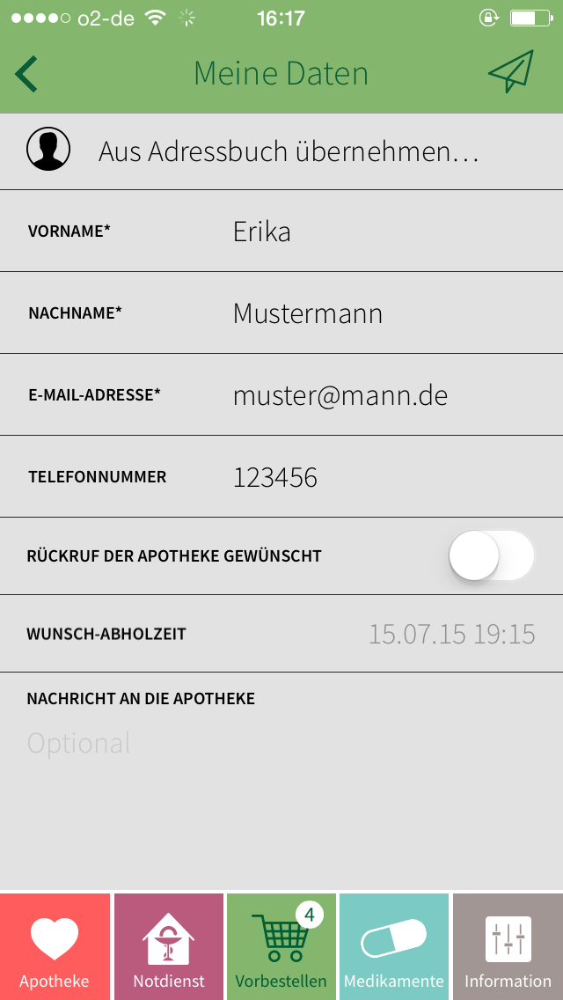 o2-de 16:17
Meine Daten
Aus Adressbuch übernehmen...
VORNAME* Erika
NACHNAME* Mustermann
E-MAIL-ADRESSE* muster@mann.de
TELEFONNUMMER 123456
RÜCKRUF DER APOTHEKE GEWÜNSCHT
WUNSCH-ABHOLZEIT 15.07.15 19:15
NACHRICHT AN DIE APOTHEKE
Optional
4
Apotheke Notdienst Vorbestellen Medikamente Information